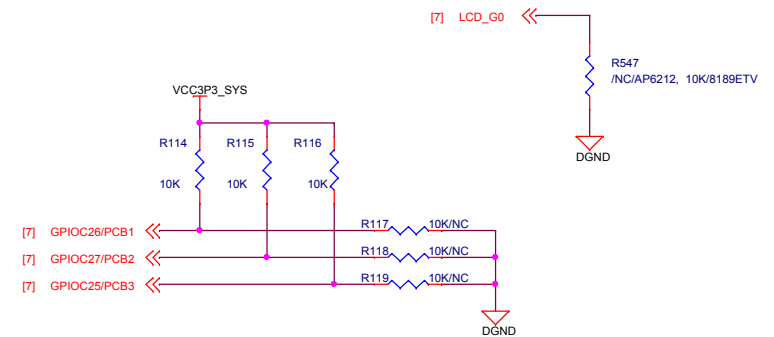 [7] LCD_G0
R547
/NC/AP6212, 10K/8189ETV
DGND
VCC3P3_SYS
R114 R115 R116
10K 10K 10K
[7] GPIOC26/PCB1 R117 10K/NC
[7] GPIOC27/PCB2 R118 10K/NC
[7] GPIOC25/PCB3 R119 10K/NC
DGND